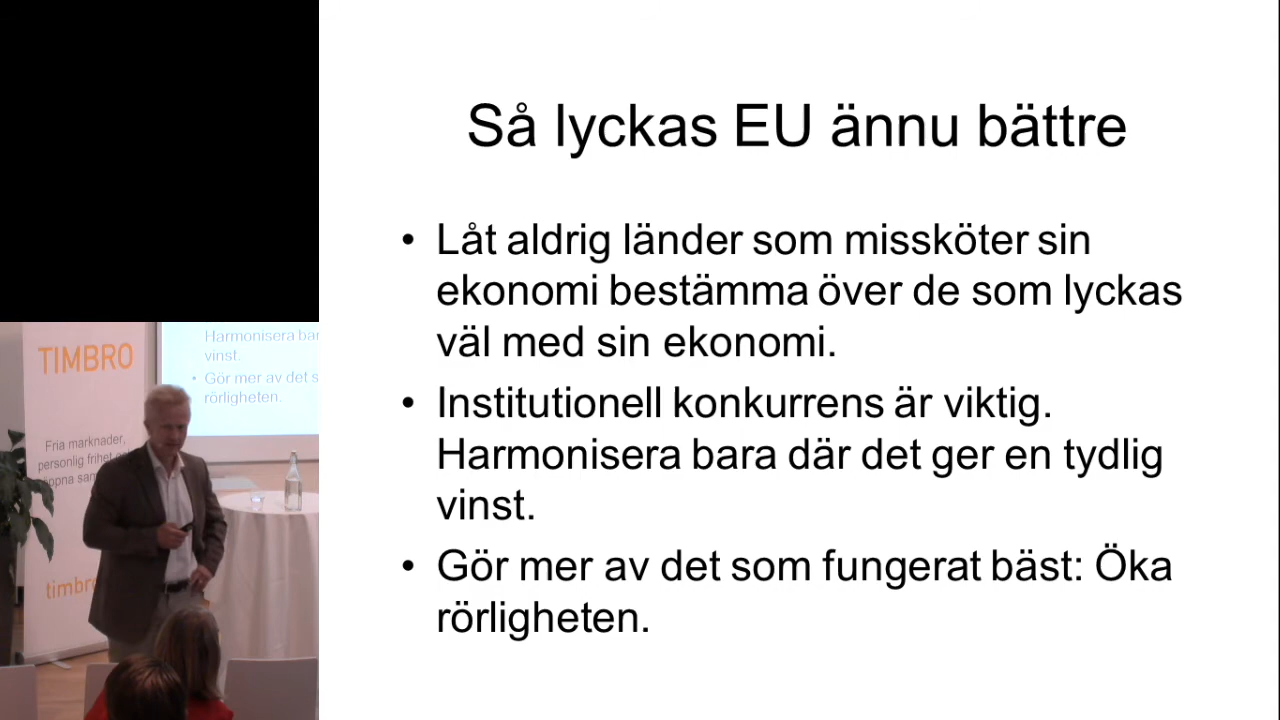 Så lyckas EU ännu bättre
• Låt aldrig länder som missköter sin
ekonomi bestämma över de som lyckas
väl med sin ekonomi.
• Institutionell konkurrens är viktig.
Harmonisera bara där det ger en tydlig
vinst.
• Gör mer av det som fungerat bäst: Öka
rörligheten.
TIMBRO
Fria marknader,
personlig frihet
timbro
Harmonisera bar
vinst.
• Gör mer av det s
rörligheten.